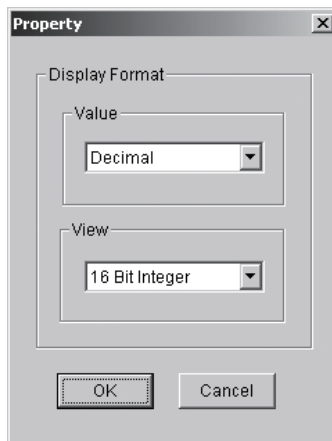 Property
Display Format
Value
Decimal
View
16 Bit Integer
OK
Cancel